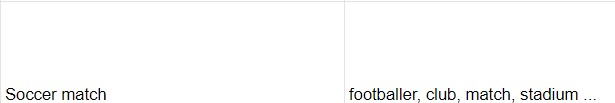 Soccer match footballer, club, match, stadium ...